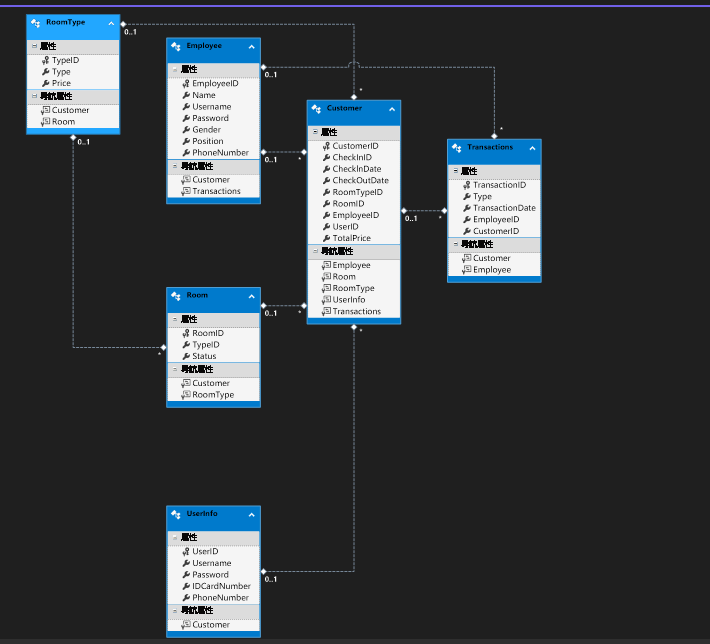 RoomType
属性
TypeID
Type
Price
导航属性
Customer
Room
0..1
0..1
*
Employee
属性
EmployeeID
Name
Username
Password
Gender
Position
PhoneNumber
导航属性
Customer
Transactions
0..1
0..1
*
Customer
属性
CustomerID
CheckInID
CheckInDate
CheckOutDate
RoomTypeID
RoomID
EmployeeID
UserID
TotalPrice
导航属性
Employee
Room
RoomType
UserInfo
Transactions
*
*
*
0..1
*
Transactions
属性
TransactionID
Type
TransactionDate
EmployeeID
CustomerID
导航属性
Customer
Employee
*
Room
属性
RoomID
TypeID
Status
导航属性
Customer
RoomType
0..1
UserInfo
属性
UserID
Username
Password
IDCardNumber
PhoneNumber
导航属性
Customer
0..1